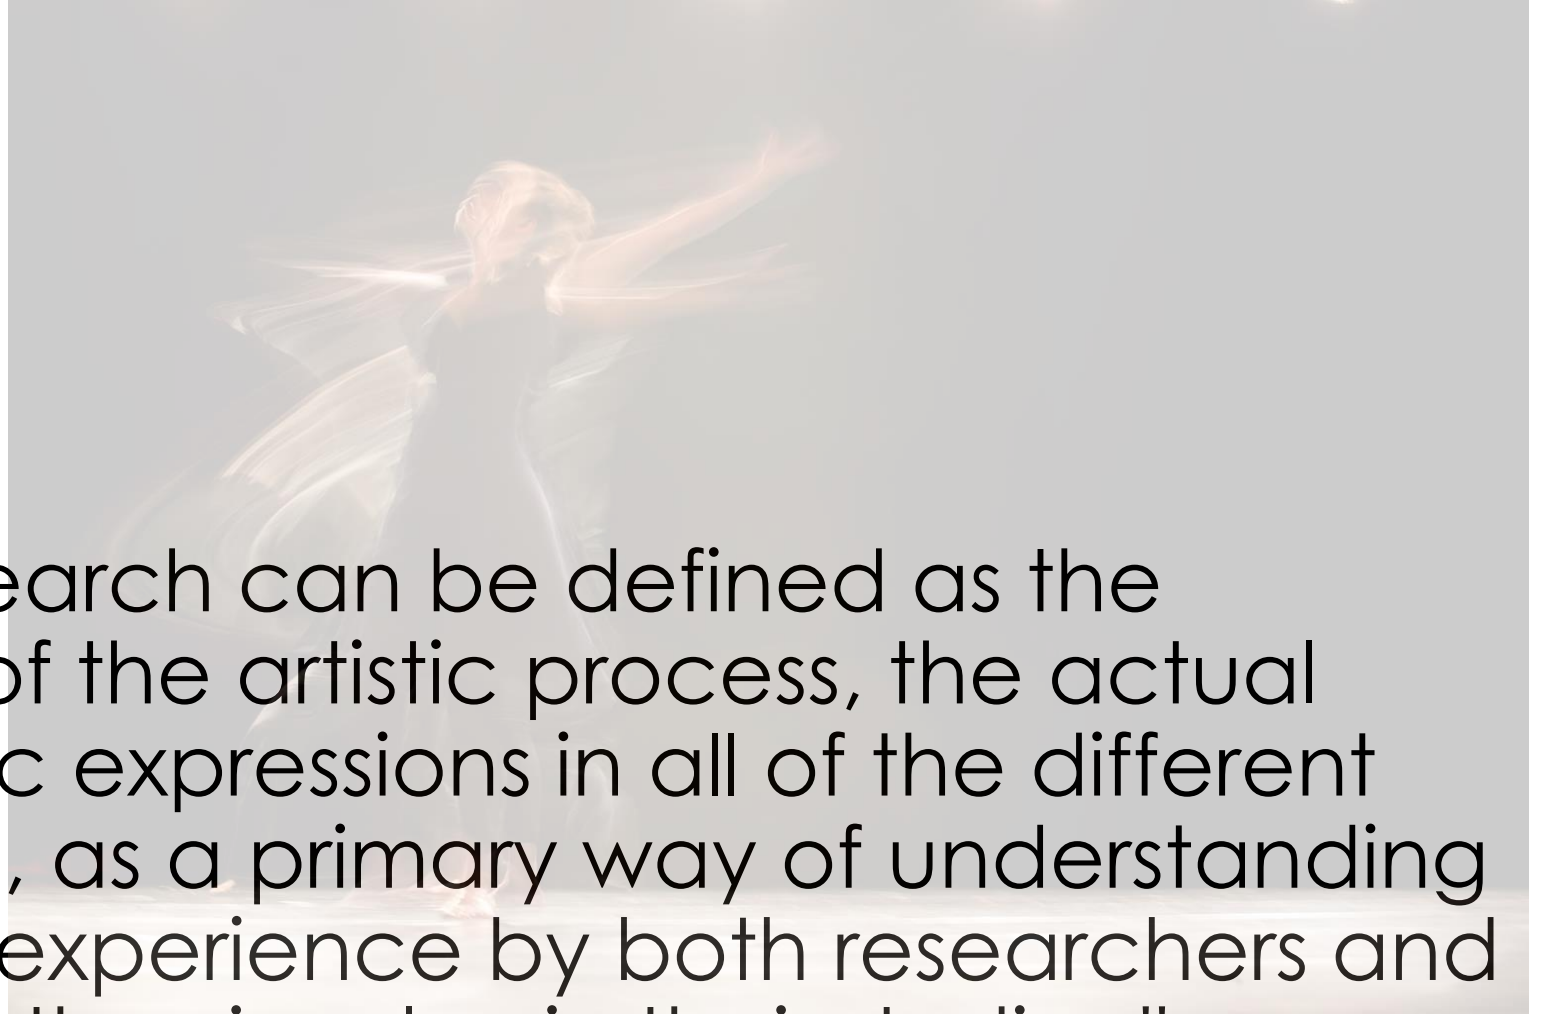 earch can be defined as the
of the artistic process, the actual
c expressions in all of the different
, as a primary way of understanding
experience by both researchers and